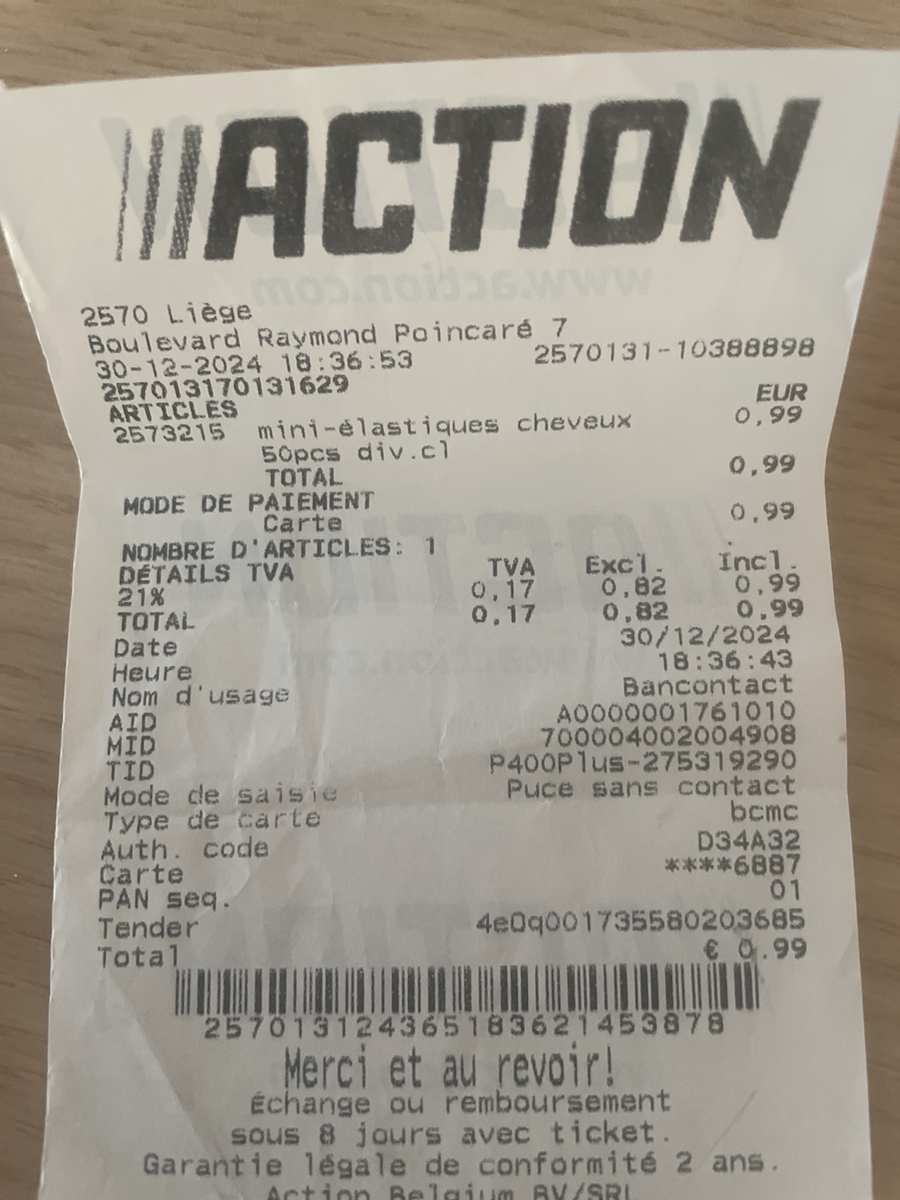 ACTION
2570 Liège
Boulevard Raymond Poincaré 7
30-12-2024 18:36:53 2570131-10388898
257013170131629
ARTICLES EUR
2573215 mini-élastiques cheveux 0,99
50pcs div.cl
TOTAL 0,99
MODE DE PAIEMENT
Carte 0,99
NOMBRE D'ARTICLES: 1
DÉTAILS TVA TVA Excl. Incl.
21% 0,17 0,82 0,99
TOTAL 0,17 0,82 0,99
Date 30/12/2024
Heure 18:36:43
Nom d'usage Bancontact
AID A0000001761010
MID 700004002004908
TID P400Plus-275319290
Mode de saisie Puce sans contact
Type de carte bcmc
Auth. code D34A32
Carte ****6887
PAN seq. 01
Tender 4e0q001735580203685
Total € 0.99
2570131243651836214 53878
Merci et au revoir!
Échange ou remboursement
sous 8 jours avec ticket.
Garantie légale de conformité 2 ans.
Action Belgium BV/SRL